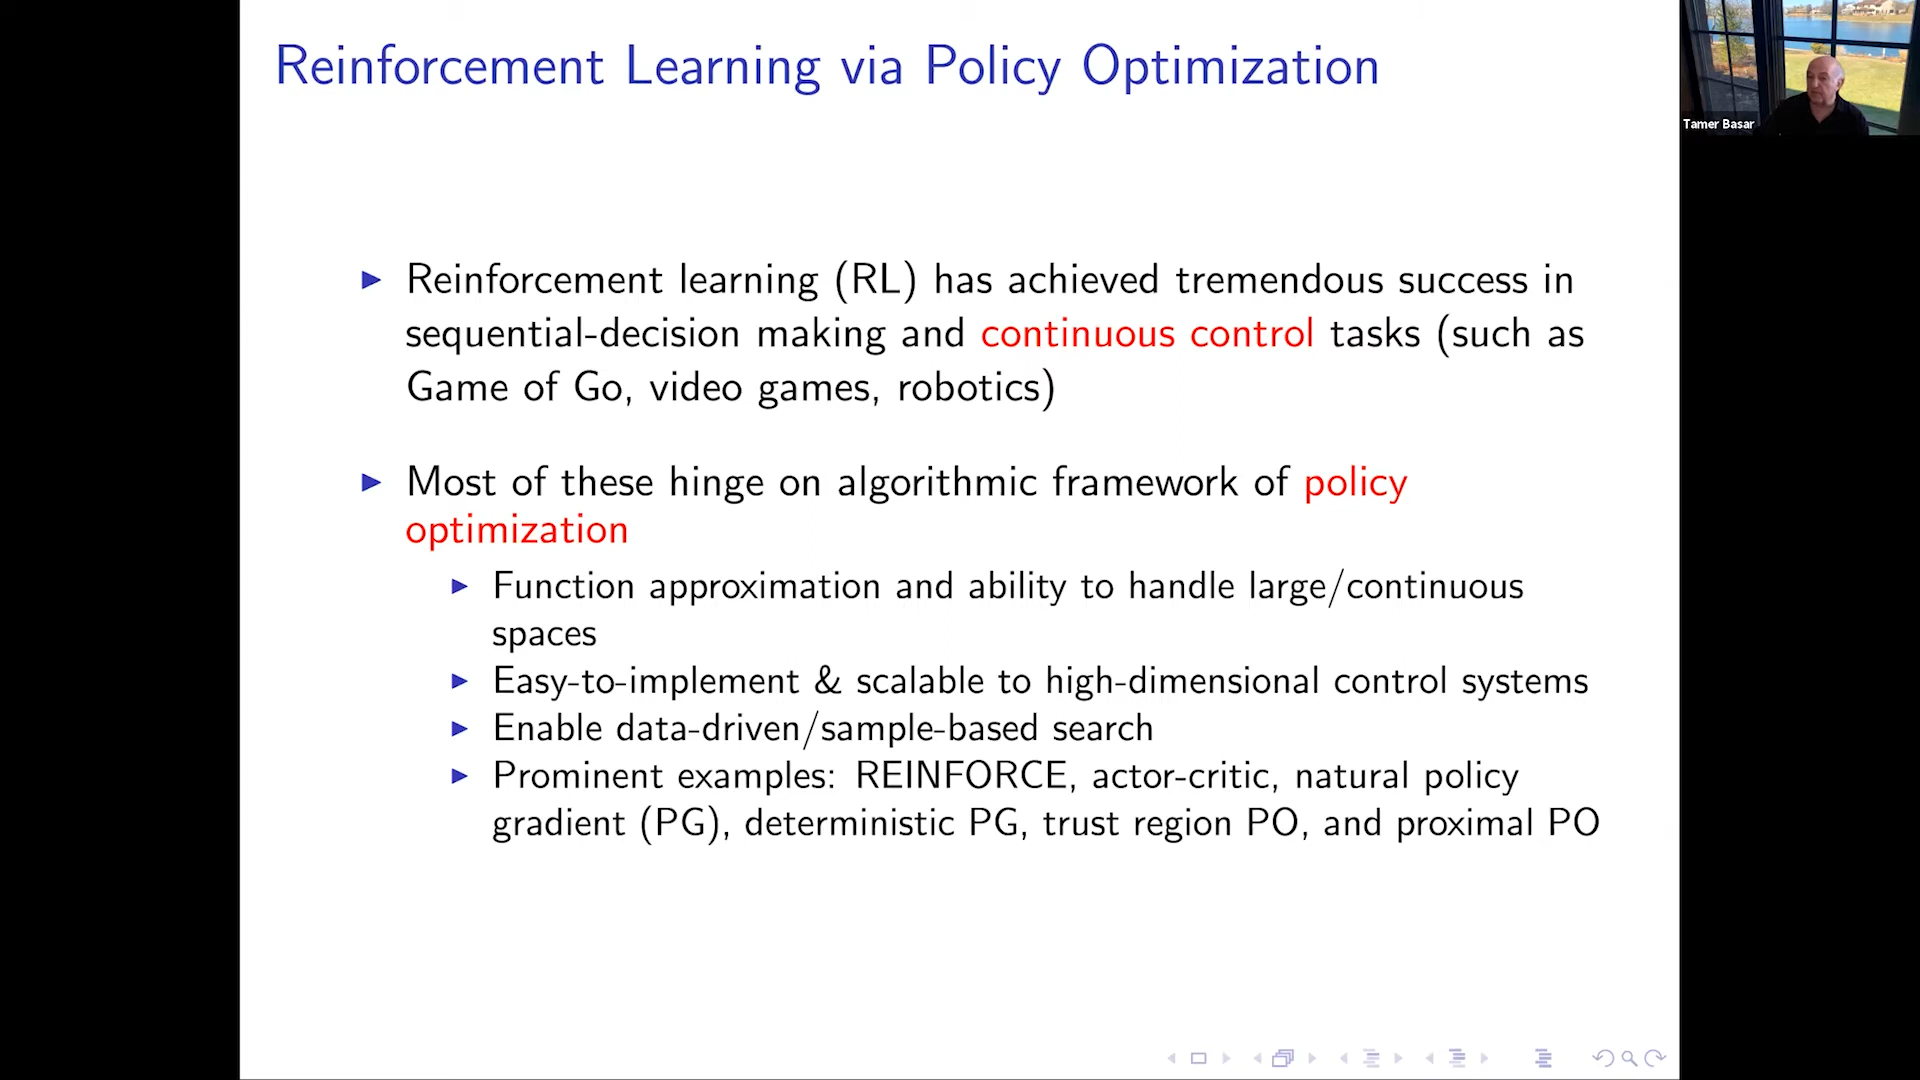 Reinforcement Learning via Policy Optimization
Tamer Basar
Reinforcement learning (RL) has achieved tremendous success in
sequential-decision making and continuous control tasks (such as
Game of Go, video games, robotics)
Most of these hinge on algorithmic framework of policy
optimization
Function approximation and ability to handle large/continuous
spaces
Easy-to-implement & scalable to high-dimensional control systems
Enable data-driven/sample-based search
Prominent examples: REINFORCE, actor-critic, natural policy
gradient (PG), deterministic PG, trust region PO, and proximal PO